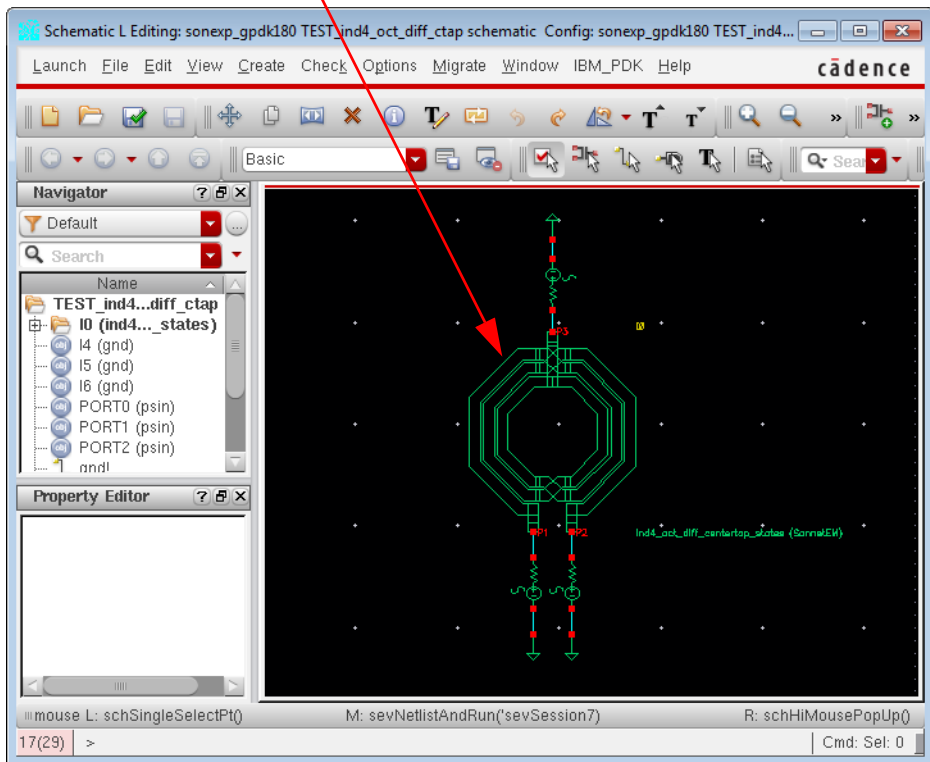 Schematic L Editing: sonexp_gpdk180 TEST_ind4_oct_diff_ctap schematic Config: sonexp_gpdk180 TEST_ind4...
Launch File Edit View Create Check Options Migrate Window IBM_PDK Help cādence
Basic Sear
Navigator
Default
Search
Name
TEST_ind4...diff_ctap
I0 (ind4..._states)
I4 (gnd)
I5 (gnd)
I6 (gnd)
PORT0 (psin)
PORT1 (psin)
PORT2 (psin)
gnd!
Property Editor
P3
I0
P1 P2 ind4_oct_diff_centertap_states (SonnetEM)
mouse L: schSingleSelectPt() M: sevNetlistAndRun('sevSession7) R: schHiMousePopUp()
17(29) > Cmd: Sel: 0